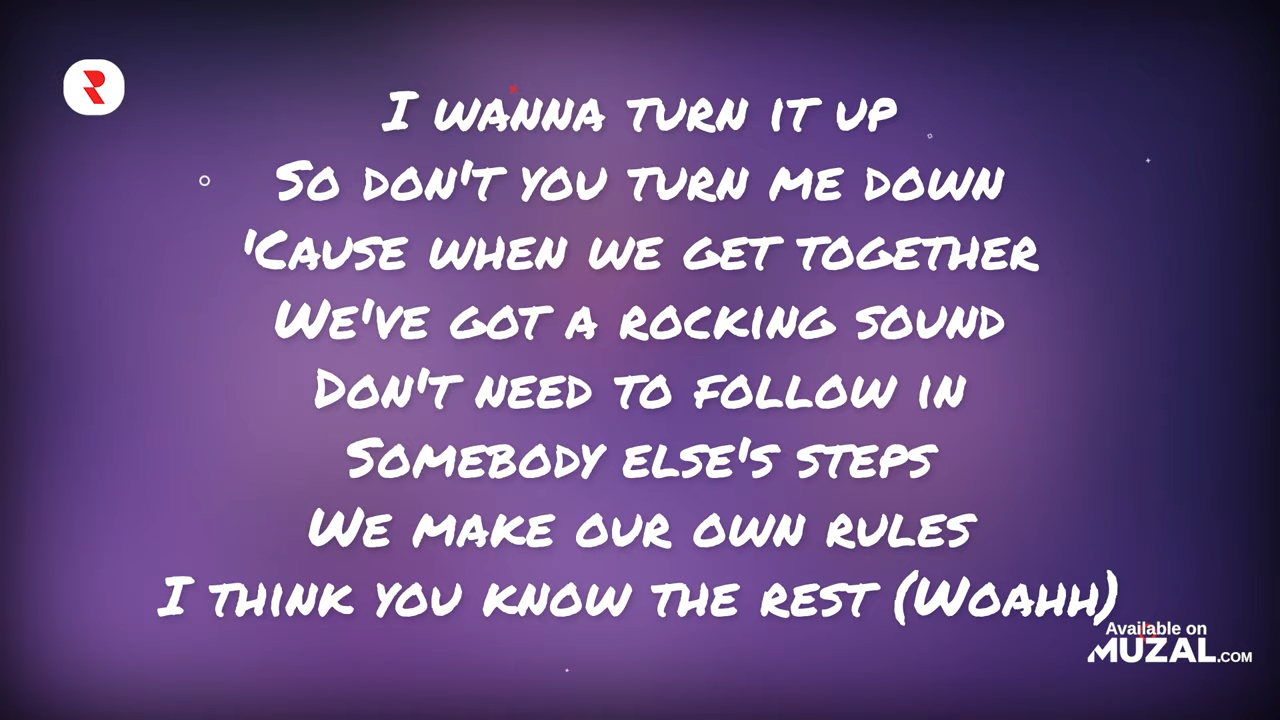 I wanna turn it up
So don't you turn me down
'Cause when we get together
We've got a rocking sound
Don't need to follow in
Somebody else's steps
We make our own rules
I think you know the rest (Woahh)
Available on
MUZAL.COM